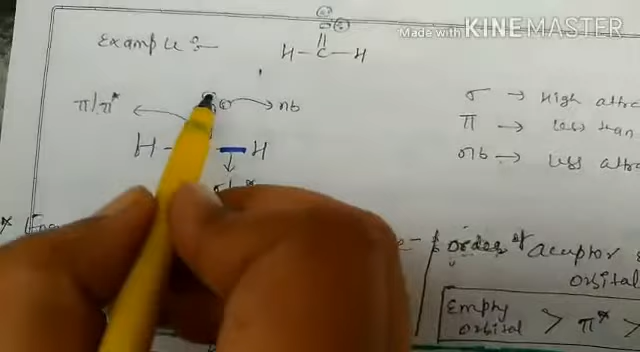 Made with KINEMASTER
Example :-
H - C - H
π/π*
nb
H
H
σ → High attra
π → Less than
nb → Less attra
order of acceptor
orbital
Empty
orbital > π* >